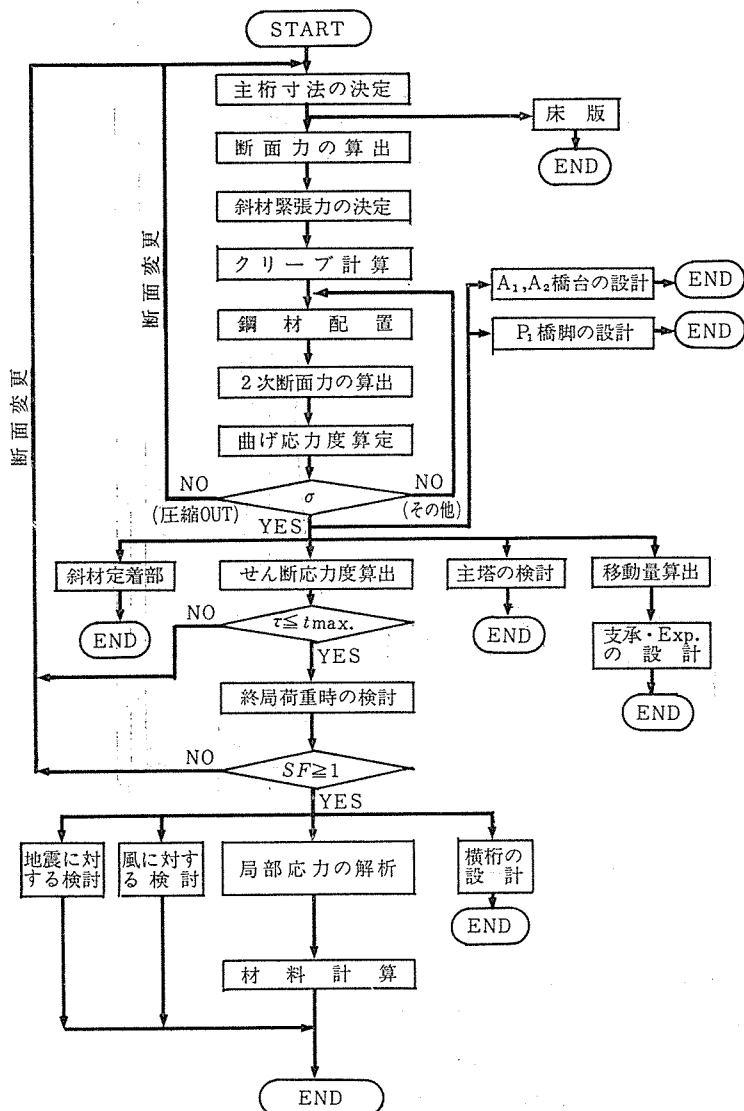 START
主桁寸法の決定
床版
END
断面力の算出
斜材緊張力の決定
断面変更
断面変更
クリープ計算
A₁,A₂橋台の設計
END
鋼材配置
P₁橋脚の設計
END
2次断面力の算出
曲げ応力度算定
NO
(圧縮OUT)
σ
NO
(その他)
YES
斜材定着部
END
せん断応力度算出
主塔の検討
END
移動量算出
支承・Exp.
の設計
END
NO
τ≦tmax.
YES
終局荷重時の検討
NO
SF≧1
YES
地震に対
する検討
風に対す
る検討
局部応力の解析
横桁の
設計
END
材料計算
END